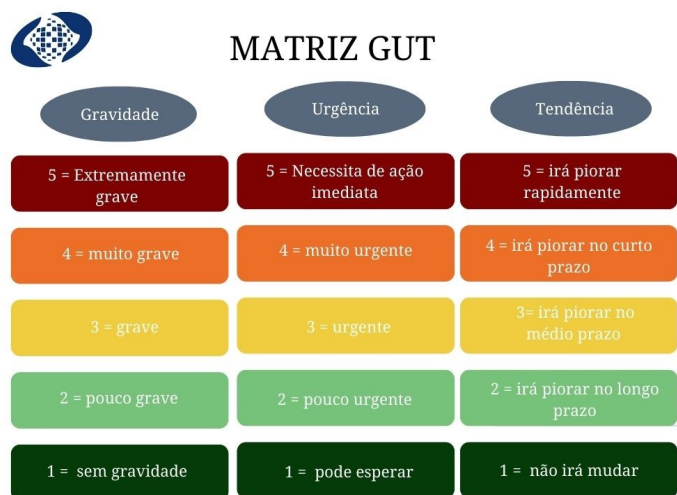 MATRIZ GUT
Gravidade
Urgência
Tendência
5 = Extremamente
grave
5 = Necessita de ação
imediata
5 = irá piorar
rapidamente
4 = muito grave
4 = muito urgente
4 = irá piorar no curto
prazo
3 = grave
3 = urgente
3= irá piorar no
médio prazo
2 = pouco grave
2 = pouco urgente
2 = irá piorar no longo
prazo
1 =  sem gravidade
1 =  pode esperar
1 =  não irá mudar